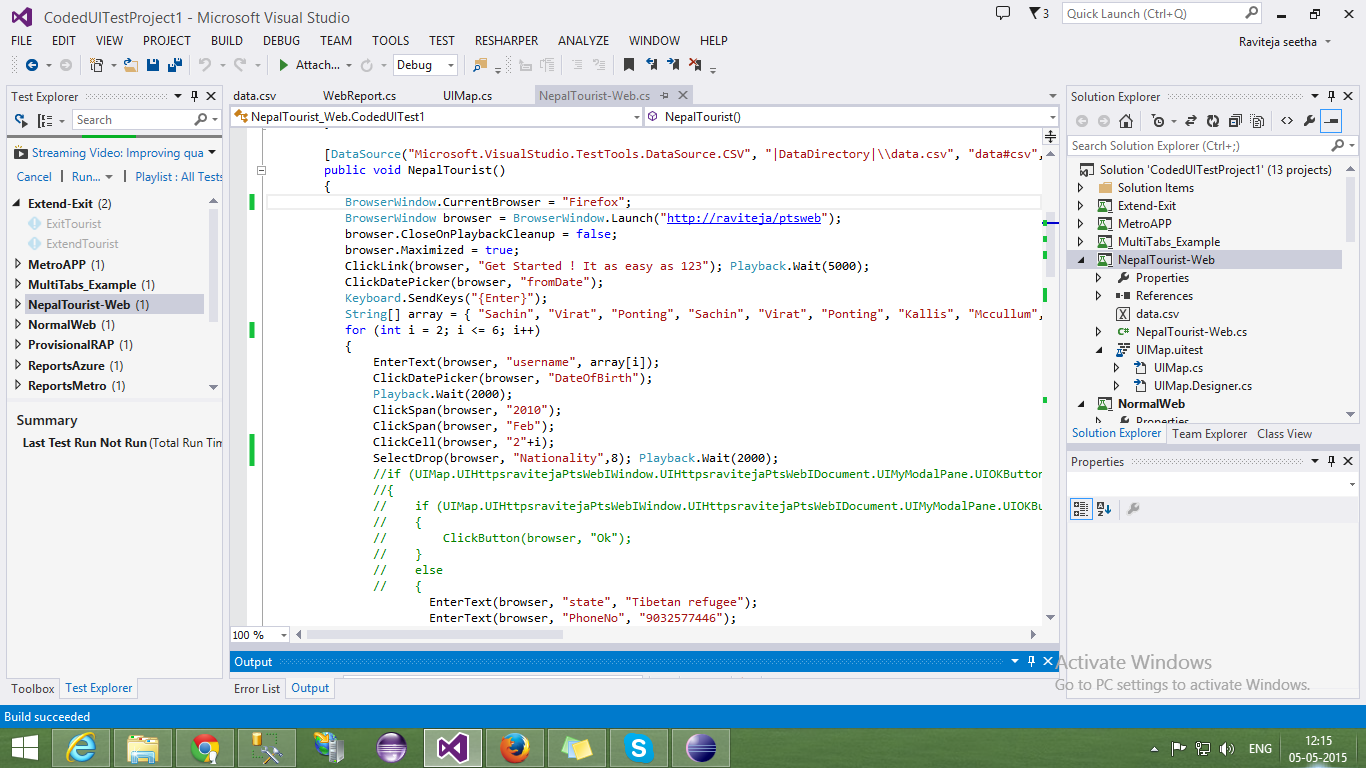 CodedUITestProject1 - Microsoft Visual Studio
3
Quick Launch (Ctrl+Q)
FILE EDIT VIEW PROJECT BUILD DEBUG TEAM TOOLS TEST RESHARPER ANALYZE WINDOW HELP
Raviteja seetha
Attach... Debug
Test Explorer
Search
Streaming Video: Improving qua
Cancel Run... Playlist : All Tests
Extend-Exit (2)
ExitTourist
ExtendTourist
MetroAPP (1)
MultiTabs_Example (1)
NepalTourist-Web (1)
NormalWeb (1)
ProvisionalRAP (1)
ReportsAzure (1)
ReportsMetro (1)
Summary
Last Test Run Not Run (Total Run Tim
Toolbox Test Explorer
data.csv WebReport.cs UIMap.cs NepalTourist-Web.cs
NepalTourist_Web.CodedUITest1 NepalTourist()
[DataSource("Microsoft.VisualStudio.TestTools.DataSource.CSV", "|DataDirectory|\\data.csv", "data#csv",
public void NepalTourist()
{
BrowserWindow.CurrentBrowser = "Firefox";
BrowserWindow browser = BrowserWindow.Launch("http://raviteja/ptsweb");
browser.CloseOnPlaybackCleanup = false;
browser.Maximized = true;
ClickLink(browser, "Get Started ! It as easy as 123"); Playback.Wait(5000);
ClickDatePicker(browser, "fromDate");
Keyboard.SendKeys("{Enter}");
String[] array = { "Sachin", "Virat", "Ponting", "Sachin", "Virat", "Ponting", "Kallis", "Mccullum",
for (int i = 2; i <= 6; i++)
{
EnterText(browser, "username", array[i]);
ClickDatePicker(browser, "DateOfBirth");
Playback.Wait(2000);
ClickSpan(browser, "2010");
ClickSpan(browser, "Feb");
ClickCell(browser, "2"+i);
SelectDrop(browser, "Nationality",8); Playback.Wait(2000);
//if (UIMap.UIHttpsravitejaPtsWebIWindow.UIHttpsravitejaPtsWebIDocument.UIMyModalPane.UIOKButton
//{
// if (UIMap.UIHttpsravitejaPtsWebIWindow.UIHttpsravitejaPtsWebIDocument.UIMyModalPane.UIOKBu
// {
// ClickButton(browser, "Ok");
// }
// else
// {
EnterText(browser, "state", "Tibetan refugee");
EnterText(browser, "PhoneNo", "9032577446");
100 %
Output
Error List Output
Solution Explorer
Search Solution Explorer (Ctrl+;)
Solution 'CodedUITestProject1' (13 projects)
Solution Items
Extend-Exit
MetroAPP
MultiTabs_Example
NepalTourist-Web
Properties
References
data.csv
NepalTourist-Web.cs
UIMap.uitest
UIMap.cs
UIMap.Designer.cs
NormalWeb
Properties
Solution Explorer Team Explorer Class View
Properties
Activate Windows
Go to PC settings to activate Windows.
Build succeeded
ENG
12:15
05-05-2015